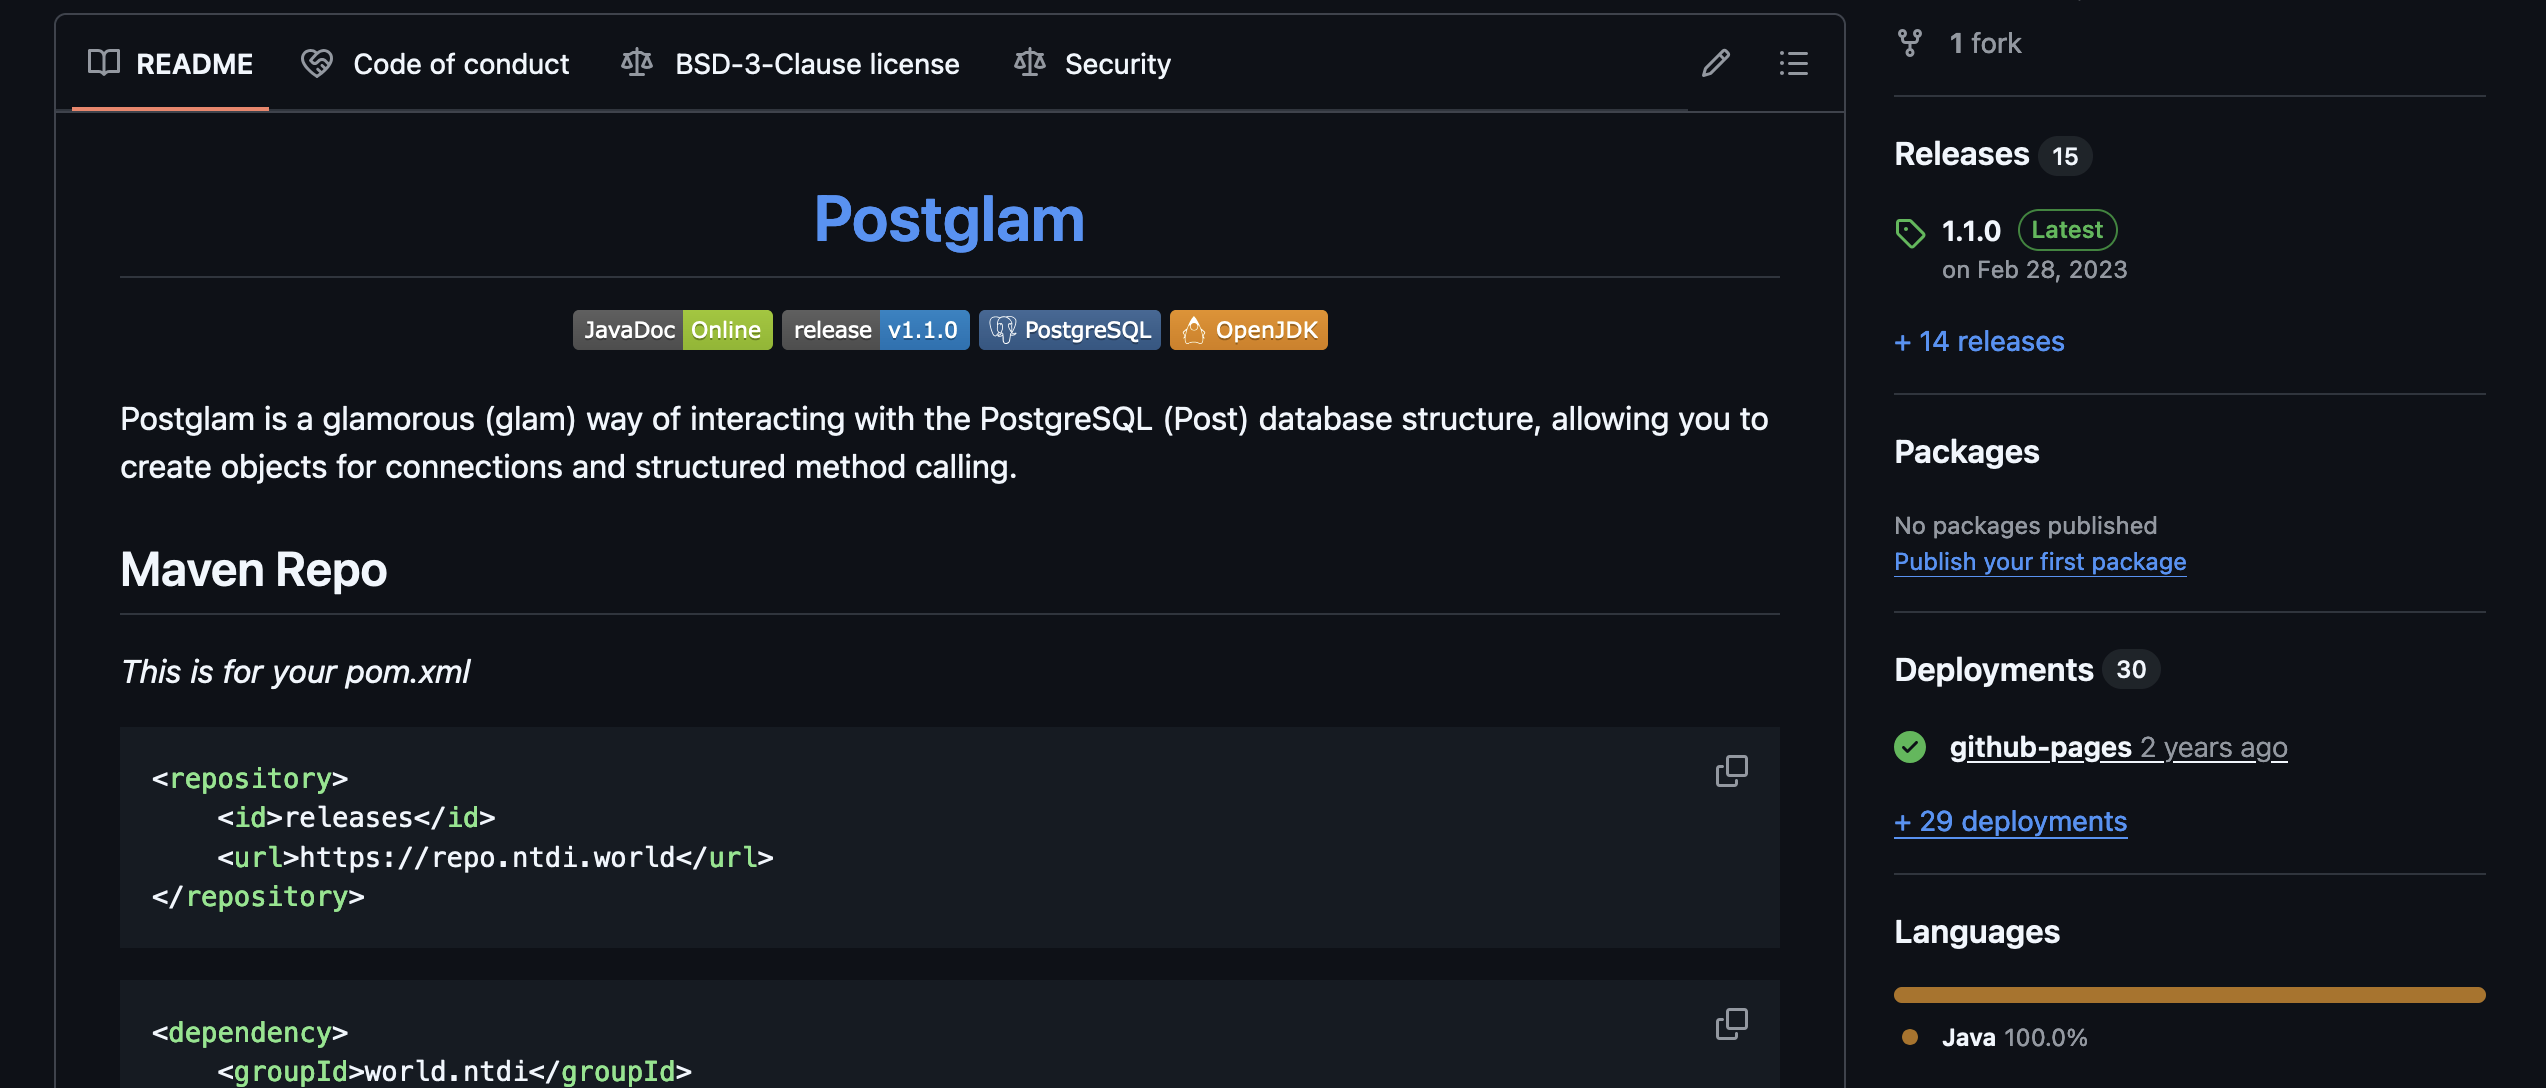 README
Code of conduct
BSD-3-Clause license
Security
Postglam
JavaDoc Online
release v1.1.0
PostgreSQL
OpenJDK
Postglam is a glamorous (glam) way of interacting with the PostgreSQL (Post) database structure, allowing you to
create objects for connections and structured method calling.
Maven Repo
This is for your pom.xml
<repository>
    <id>releases</id>
    <url>https://repo.ntdi.world</url>
</repository>
<dependency>
    <groupId>world.ntdi</groupId>
1 fork
Releases 15
1.1.0 Latest
on Feb 28, 2023
+ 14 releases
Packages
No packages published
Publish your first package
Deployments 30
github-pages 2 years ago
+ 29 deployments
Languages
Java 100.0%